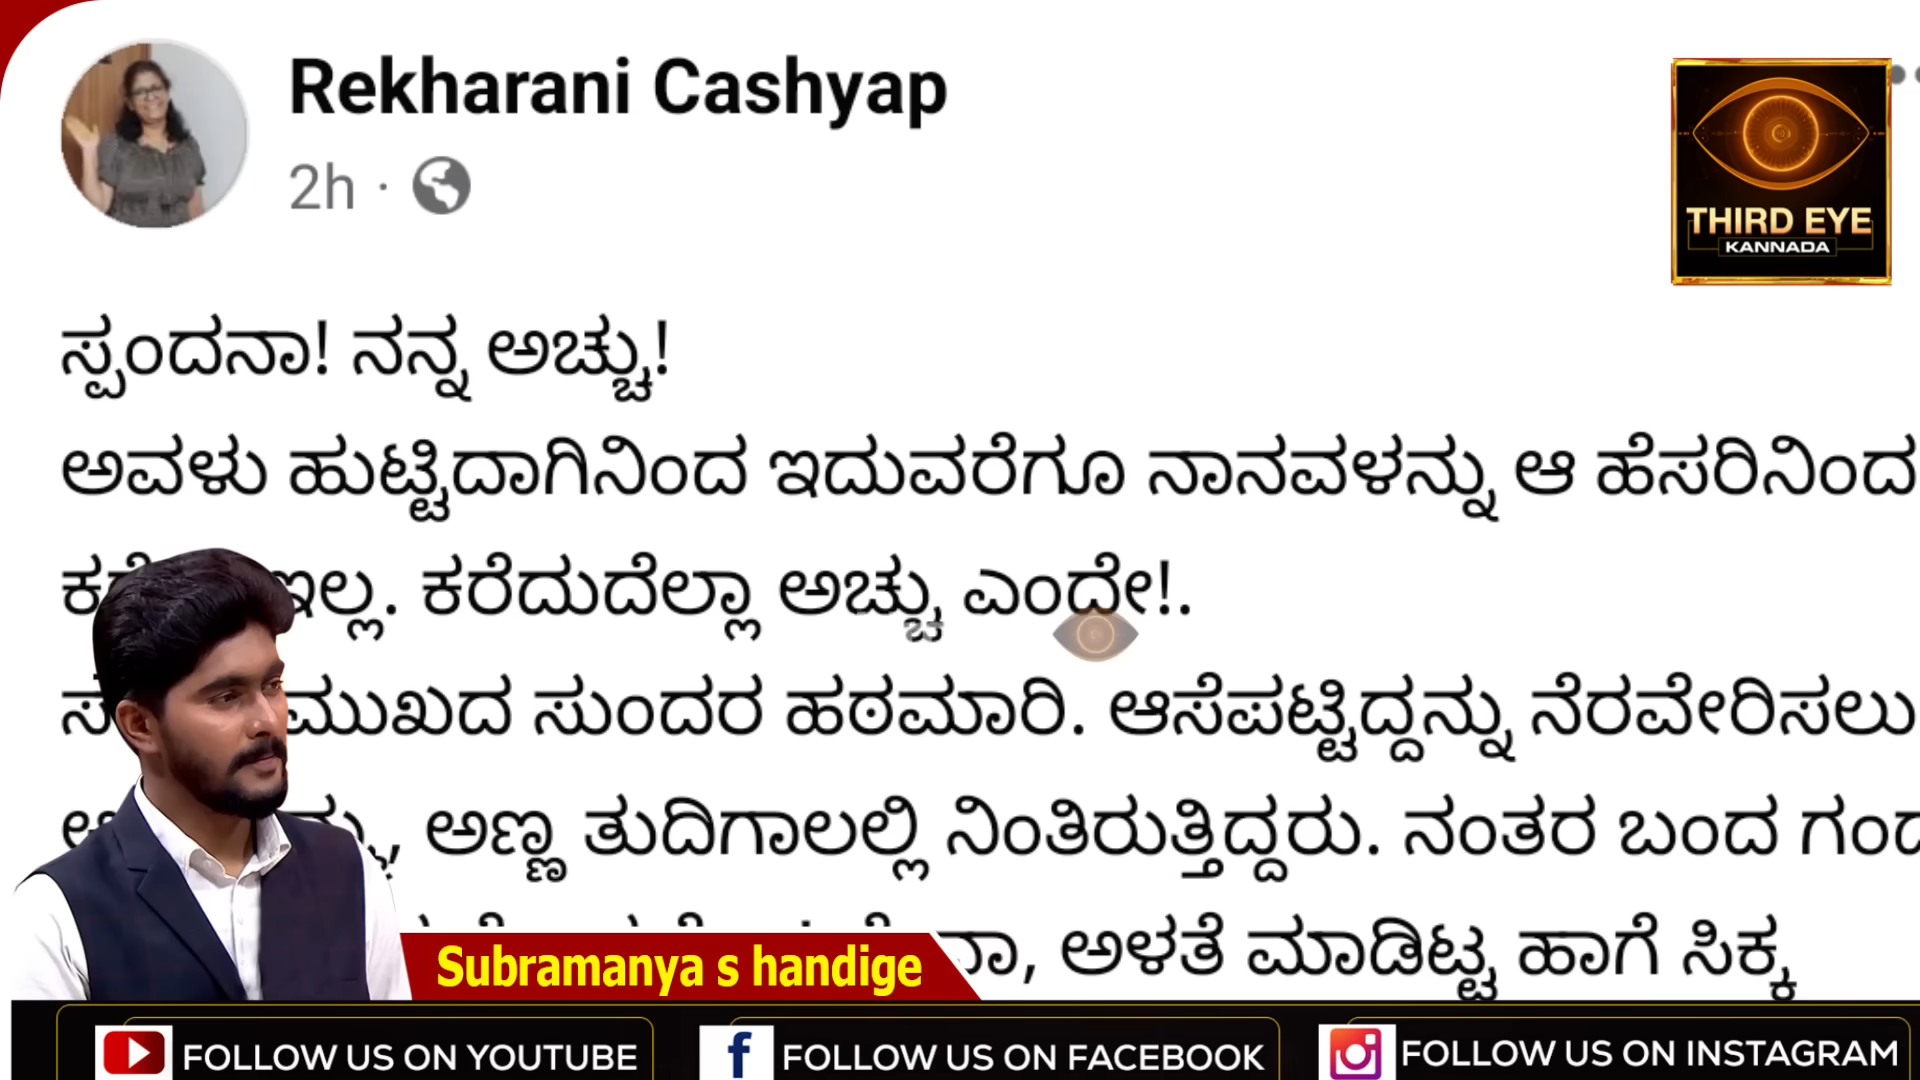 Rekharani Cashyap
2h ·
THIRD EYE
KANNADA
ಸ್ಪಂದನಾ! ನನ್ನ ಅಚ್ಚು!
ಅವಳು ಹುಟ್ಟಿದಾಗಿನಿಂದ ಇದುವರೆಗೂ ನಾನವಳನ್ನು ಆ ಹೆಸರಿನಿಂದ
ಇಲ್ಲ. ಕರೆದುದೆಲ್ಲಾ ಅಚ್ಚು ಎಂದೇ!.
ಮುಖದ ಸುಂದರ ಹಠಮಾರಿ. ಆಸೆಪಟ್ಟಿದ್ದನ್ನು ನೆರವೇರಿಸಲು
ಅಣ್ಣ ತುದಿಗಾಲಲ್ಲಿ ನಿಂತಿರುತ್ತಿದ್ದರು. ನಂತರ ಬಂದ
ಅಳತೆ ಮಾಡಿಟ್ಟ ಹಾಗೆ ಸಿಕ್ಕ
Subramanya s handige
FOLLOW US ON YOUTUBE
FOLLOW US ON FACEBOOK
FOLLOW US ON INSTAGRAM